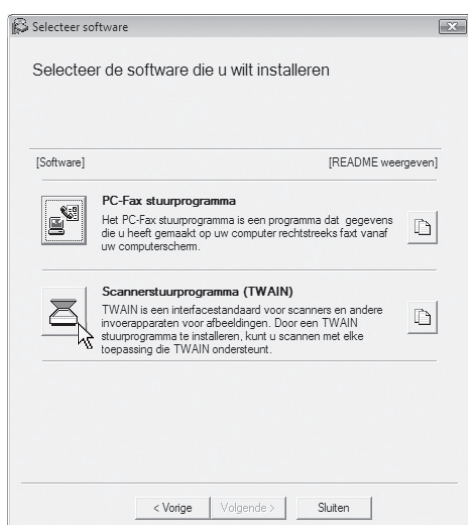 Selecteer software
Selecteer de software die u wilt installeren
[Software] [README weergeven]
PC-Fax stuurprogramma
Het PC-Fax stuurprogramma is een programma dat gegevens
die u heeft gemaakt op uw computer rechtstreeks faxt vanaf
uw computerscherm.
Scannerstuurprogramma (TWAIN)
TWAIN is een interfacestandaard voor scanners en andere
invoerapparaten voor afbeeldingen. Door een TWAIN
stuurprogramma te installeren, kunt u scannen met elke
toepassing die TWAIN ondersteunt.
< Vorige Volgende > Sluiten